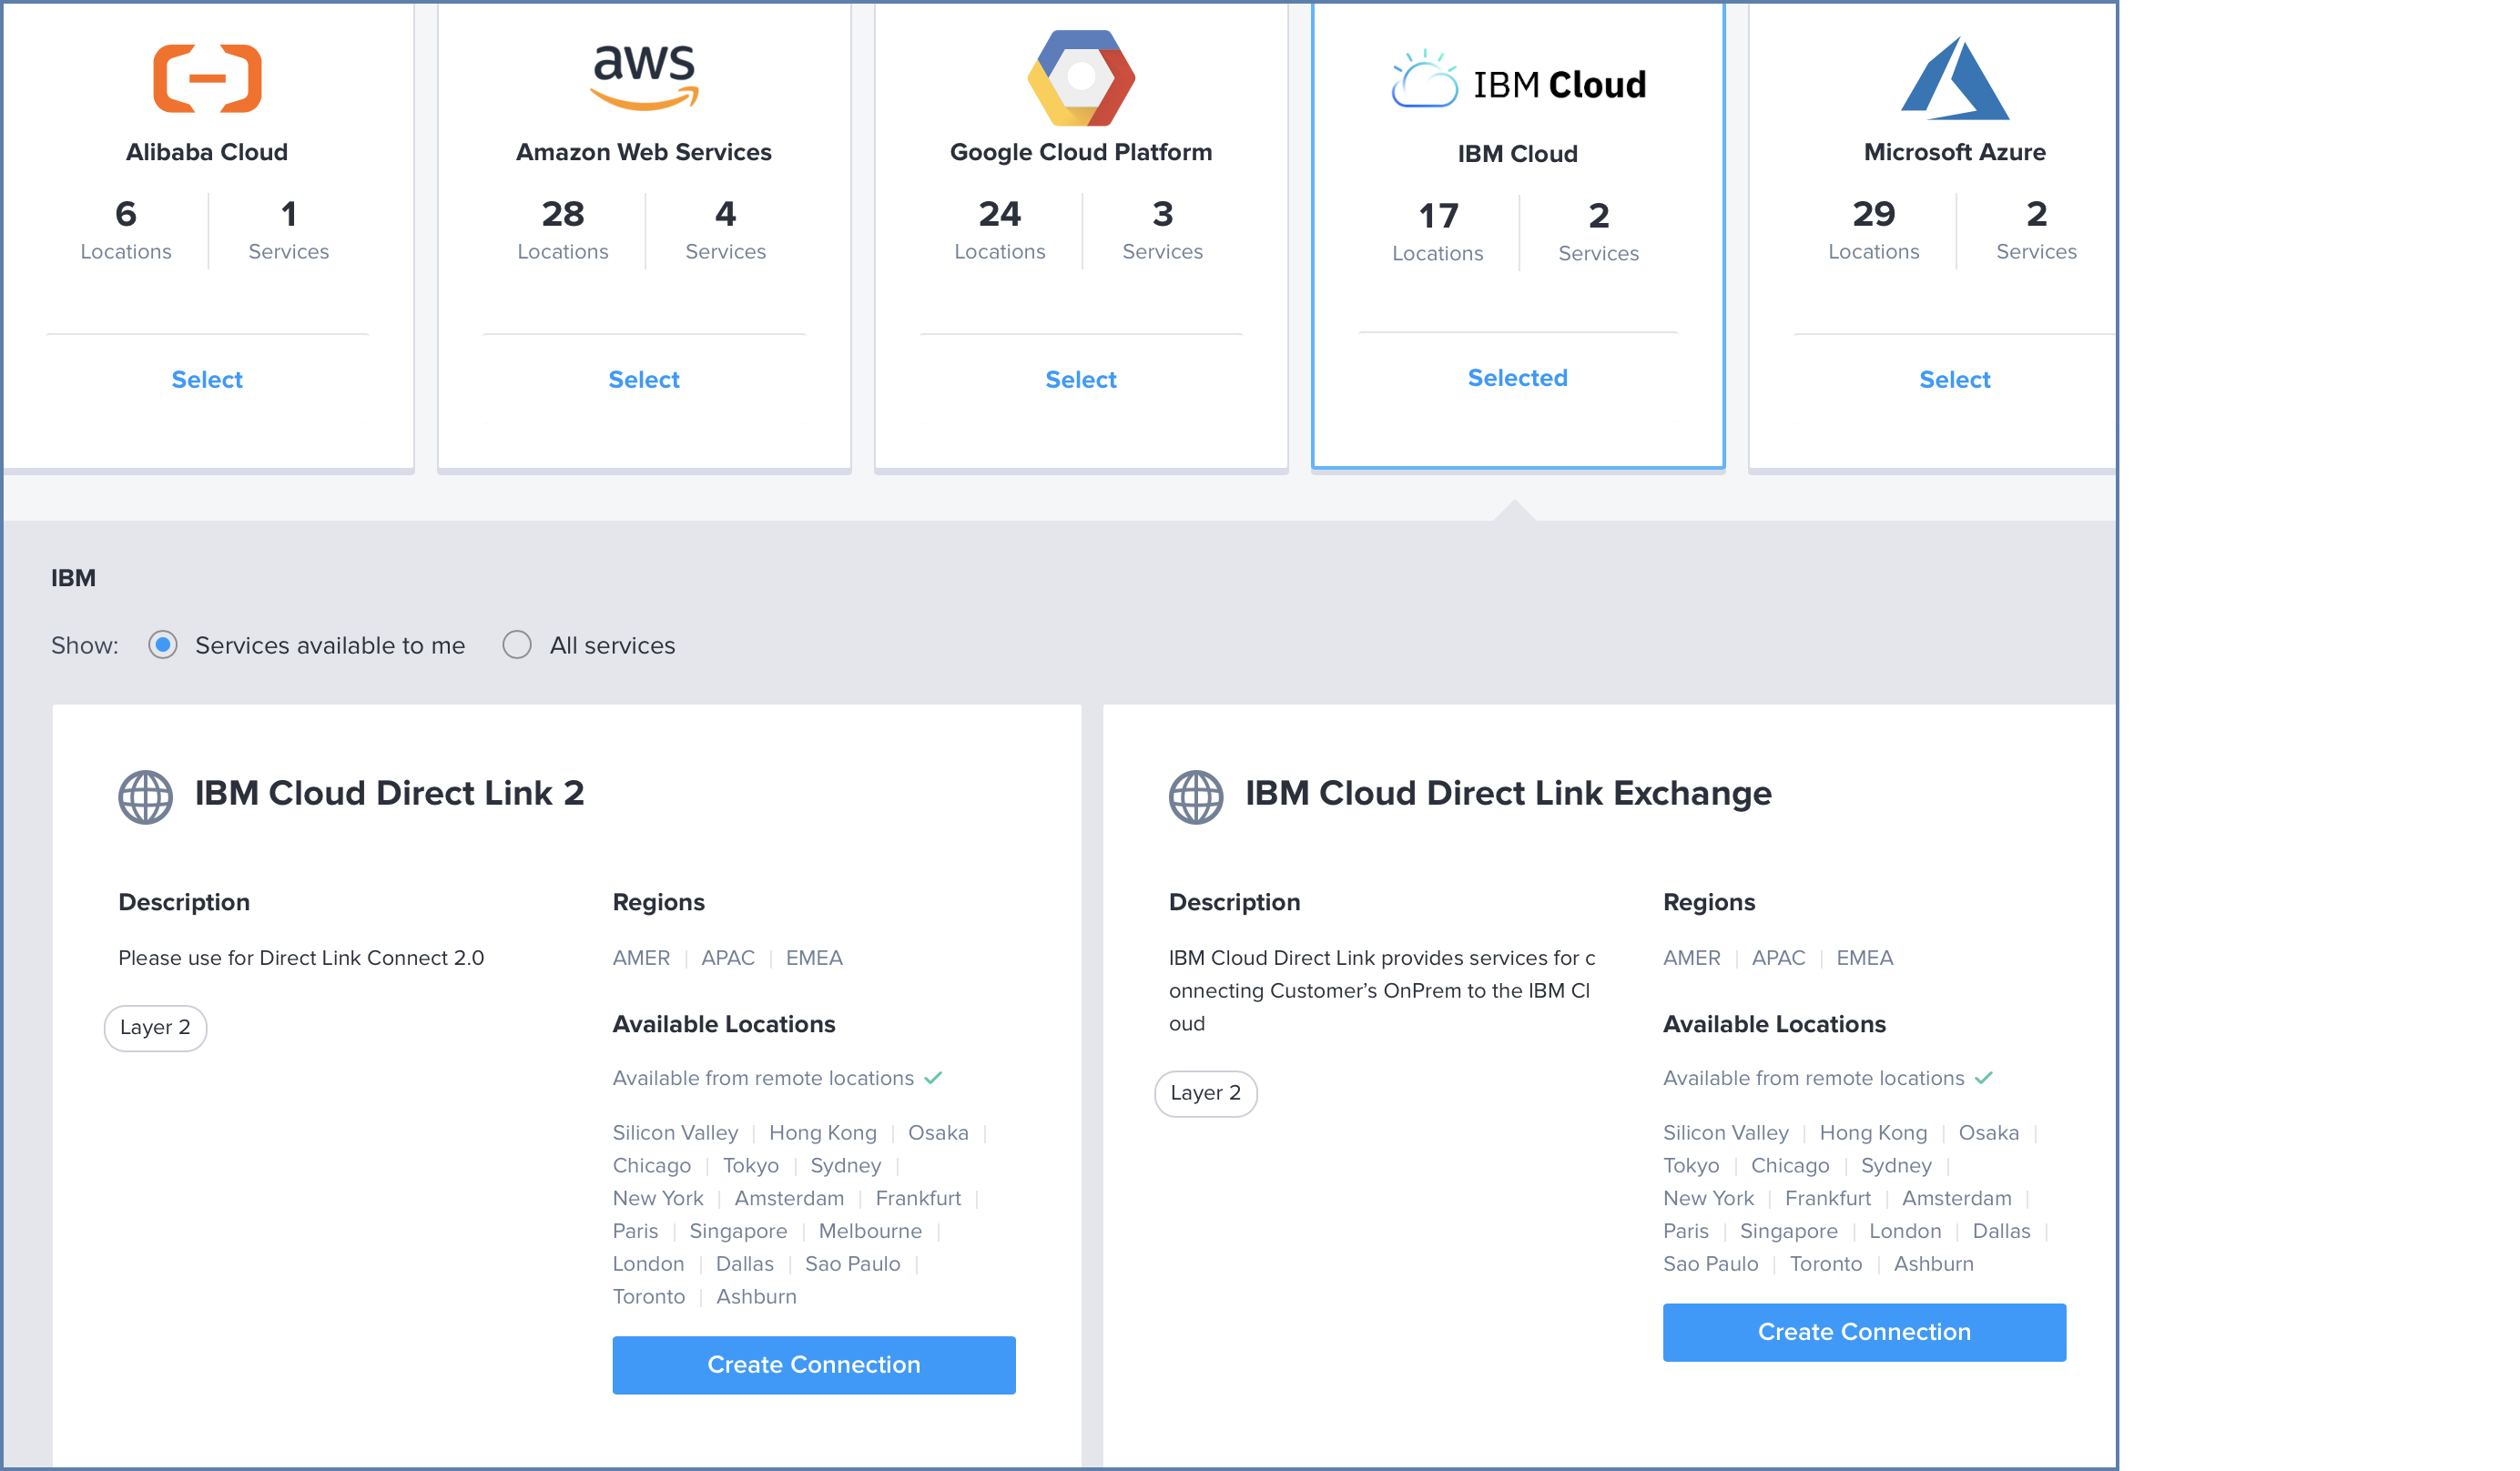 aws
IBM Cloud
Alibaba Cloud
Amazon Web Services
Google Cloud Platform
IBM Cloud
Microsoft Azure
6 1
Locations Services
28 4
Locations Services
24 3
Locations Services
17 2
Locations Services
29 2
Locations Services
Select
Select
Select
Selected
Select
IBM
Show: Services available to me All services
IBM Cloud Direct Link 2
Description
Please use for Direct Link Connect 2.0
Layer 2
Regions
AMER | APAC | EMEA
Available Locations
Available from remote locations
Silicon Valley | Hong Kong | Osaka |
Chicago | Tokyo | Sydney |
New York | Amsterdam | Frankfurt |
Paris | Singapore | Melbourne |
London | Dallas | Sao Paulo |
Toronto | Ashburn
Create Connection
IBM Cloud Direct Link Exchange
Description
IBM Cloud Direct Link provides services for c
onnecting Customer’s OnPrem to the IBM Cl
oud
Layer 2
Regions
AMER | APAC | EMEA
Available Locations
Available from remote locations
Silicon Valley | Hong Kong | Osaka |
Tokyo | Chicago | Sydney |
New York | Frankfurt | Amsterdam |
Paris | Singapore | London | Dallas |
Sao Paulo | Toronto | Ashburn
Create Connection